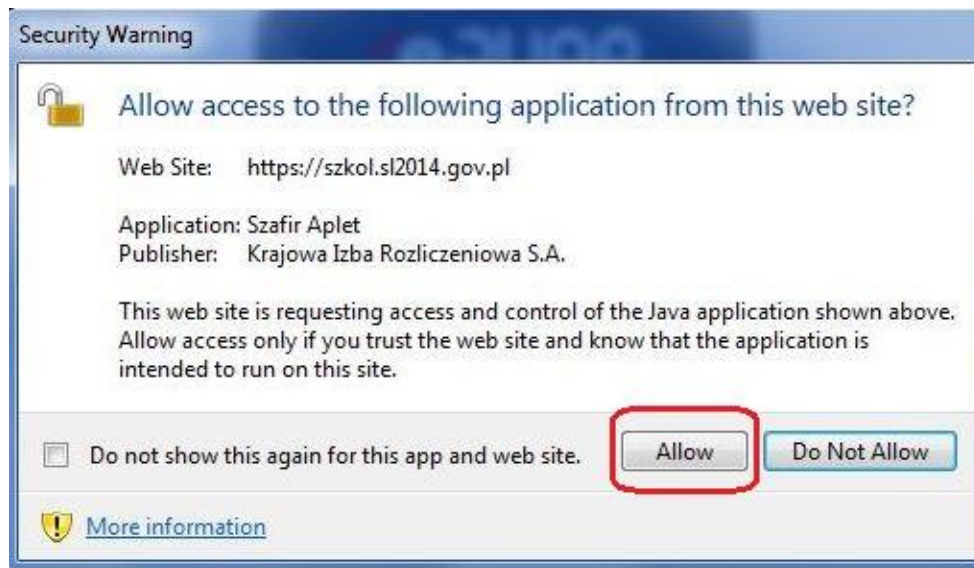 Security Warning
Allow access to the following application from this web site?
Web Site: https://szkol.sl2014.gov.pl
Application: Szafir Aplet
Publisher: Krajowa Izba Rozliczeniowa S.A.
This web site is requesting access and control of the Java application shown above.
Allow access only if you trust the web site and know that the application is
intended to run on this site.
Do not show this again for this app and web site.
Allow
Do Not Allow
More information